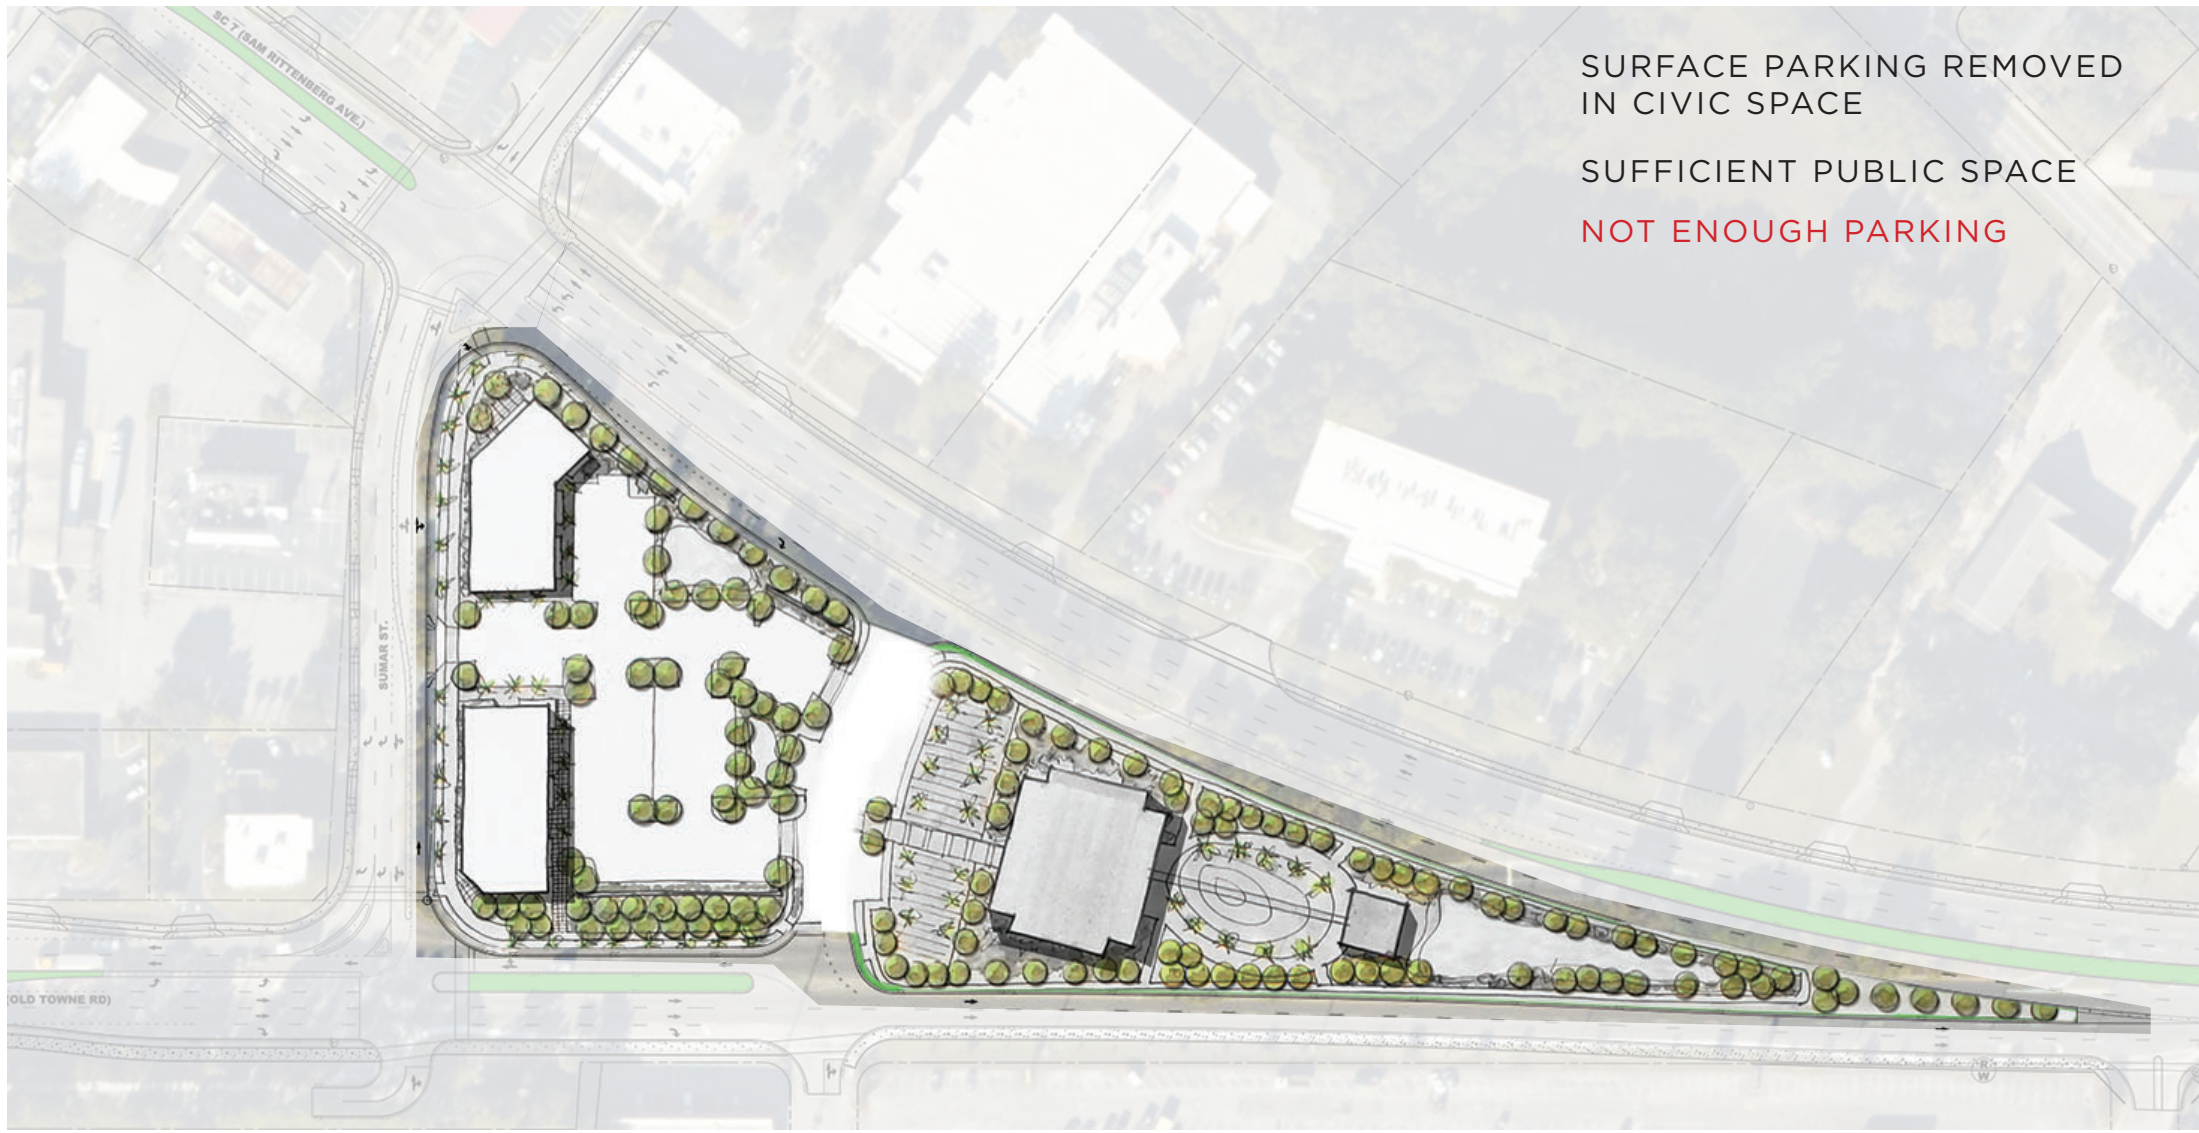 SC 7 (SAM RITTENBERG AVE.)
SURFACE PARKING REMOVED
IN CIVIC SPACE
SUFFICIENT PUBLIC SPACE
NOT ENOUGH PARKING
SUMAR ST.
(OLD TOWNE RD)
R
W